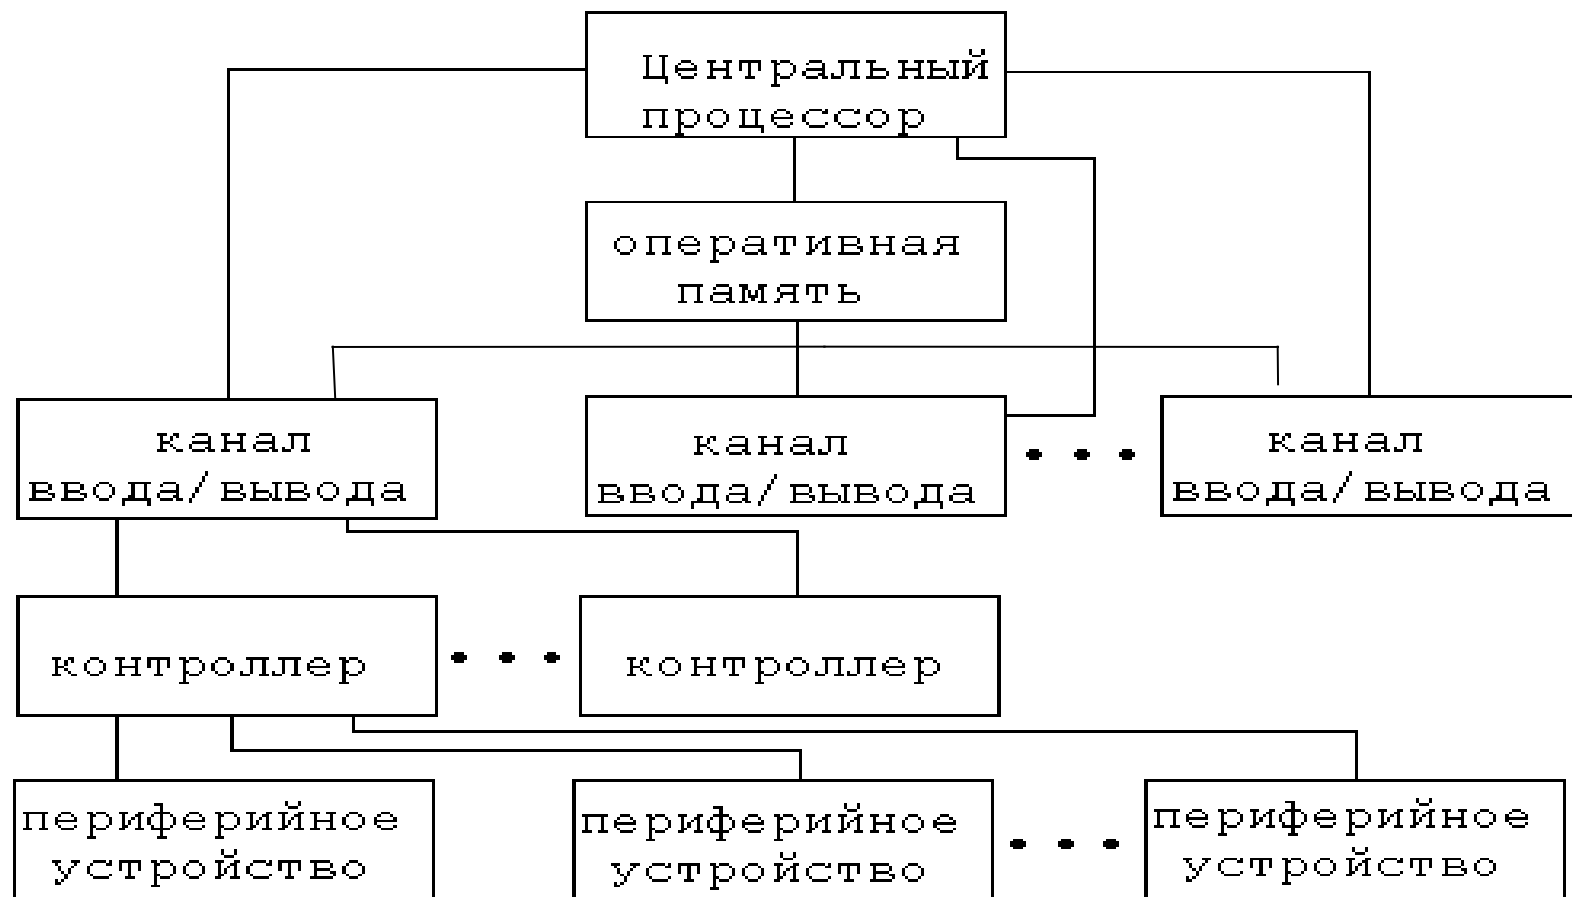 Центральный
процессор
оперативная
память
канал
ввода/вывода
канал
ввода/вывода
канал
ввода/вывода
контроллер
контроллер
периферийное
устройство
периферийное
устройство
периферийное
устройство